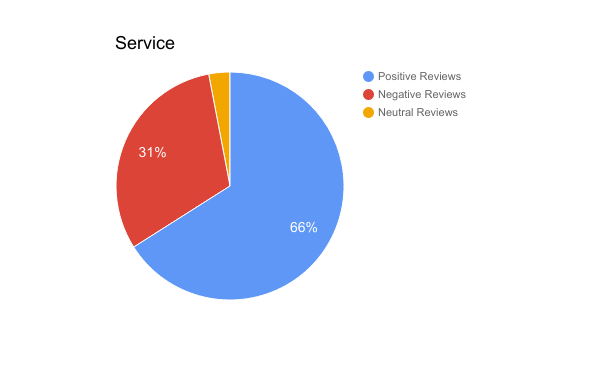 Service
Positive Reviews
Negative Reviews
Neutral Reviews
31%
66%